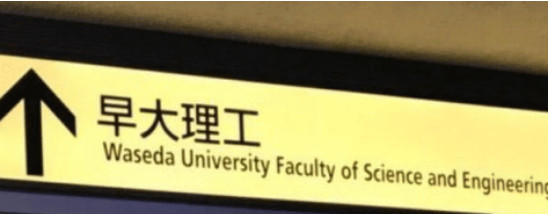 早大理工
Waseda University Faculty of Science and Engineering